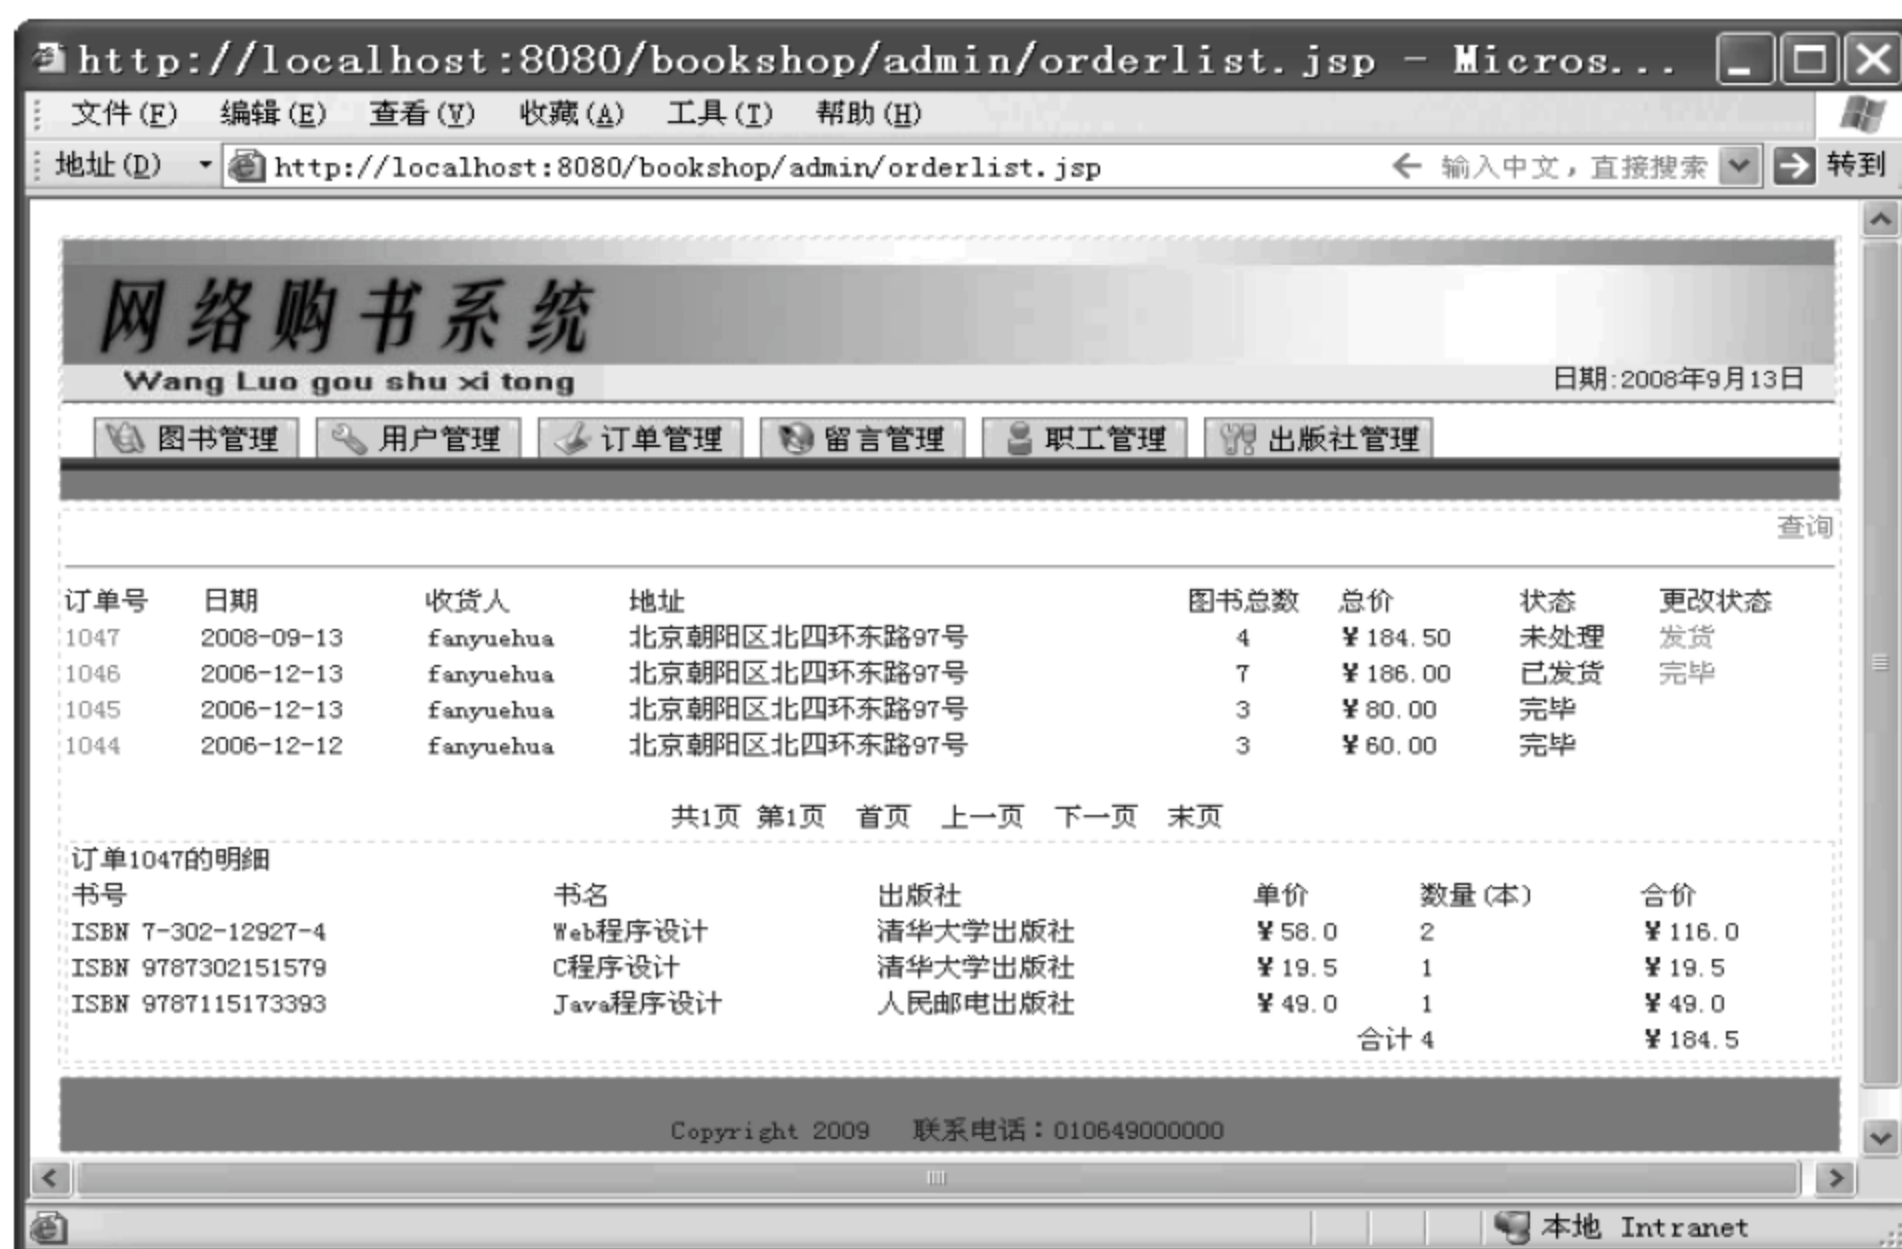 http://localhost:8080/bookshop/admin/orderlist.jsp - Micros...
文件(F) 编辑(E) 查看(V) 收藏(A) 工具(T) 帮助(H)
地址(D) http://localhost:8080/bookshop/admin/orderlist.jsp 输入中文，直接搜索 转到
网络购书系统
Wang Luo gou shu xi tong 日期:2008年9月13日
图书管理 用户管理 订单管理 留言管理 职工管理 出版社管理
查询
订单号 日期 收货人 地址 图书总数 总价 状态 更改状态
1047 2008-09-13 fanyuehua 北京朝阳区北四环东路97号 4 ¥184.50 未处理 发货
1046 2006-12-13 fanyuehua 北京朝阳区北四环东路97号 7 ¥186.00 已发货 完毕
1045 2006-12-13 fanyuehua 北京朝阳区北四环东路97号 3 ¥80.00 完毕
1044 2006-12-12 fanyuehua 北京朝阳区北四环东路97号 3 ¥60.00 完毕
共1页 第1页 首页 上一页 下一页 末页
订单1047的明细
书号 书名 出版社 单价 数量(本) 合价
ISBN 7-302-12927-4 Web程序设计 清华大学出版社 ¥58.0 2 ¥116.0
ISBN 9787302151579 C程序设计 清华大学出版社 ¥19.5 1 ¥19.5
ISBN 9787115173393 Java程序设计 人民邮电出版社 ¥49.0 1 ¥49.0
合计 4 ¥184.5
Copyright 2009 联系电话：010649000000
本地 Intranet